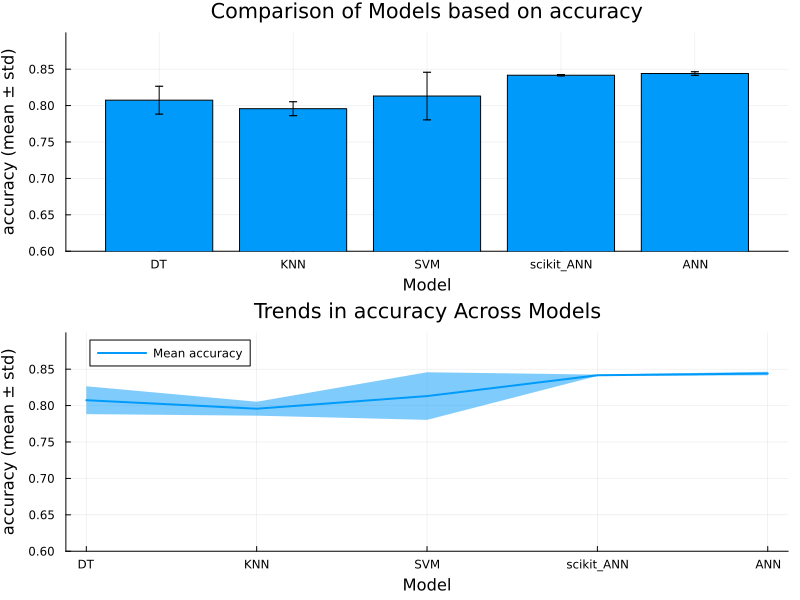 Comparison of Models based on accuracy
accuracy (mean ± std)
0.85
0.80
0.75
0.70
0.65
0.60
DT KNN SVM scikit_ANN ANN
Model
Trends in accuracy Across Models
accuracy (mean ± std)
Mean accuracy
0.85
0.80
0.75
0.70
0.65
0.60
DT KNN SVM scikit_ANN ANN
Model